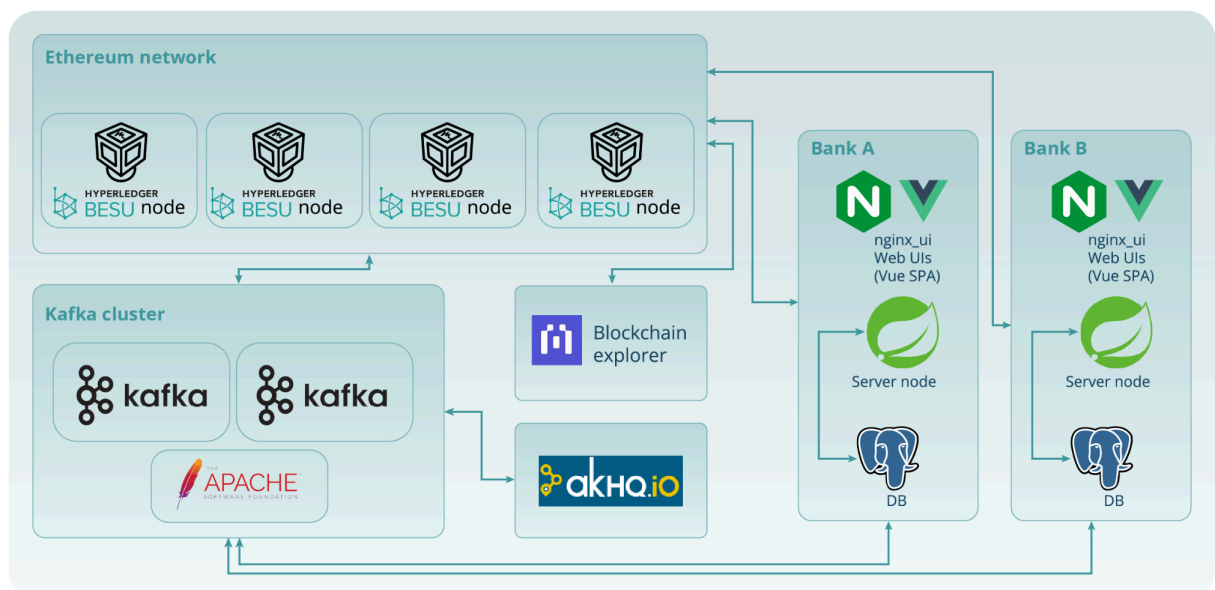 Ethereum network
HYPERLEDGER
BESU node
HYPERLEDGER
BESU node
HYPERLEDGER
BESU node
HYPERLEDGER
BESU node
Kafka cluster
kafka
kafka
THE
APACHE
SOFTWARE FOUNDATION
Blockchain
explorer
akHQ.io
Bank A
N
nginx_ui
Web UIs
(Vue SPA)
Server node
DB
Bank B
N
nginx_ui
Web UIs
(Vue SPA)
Server node
DB